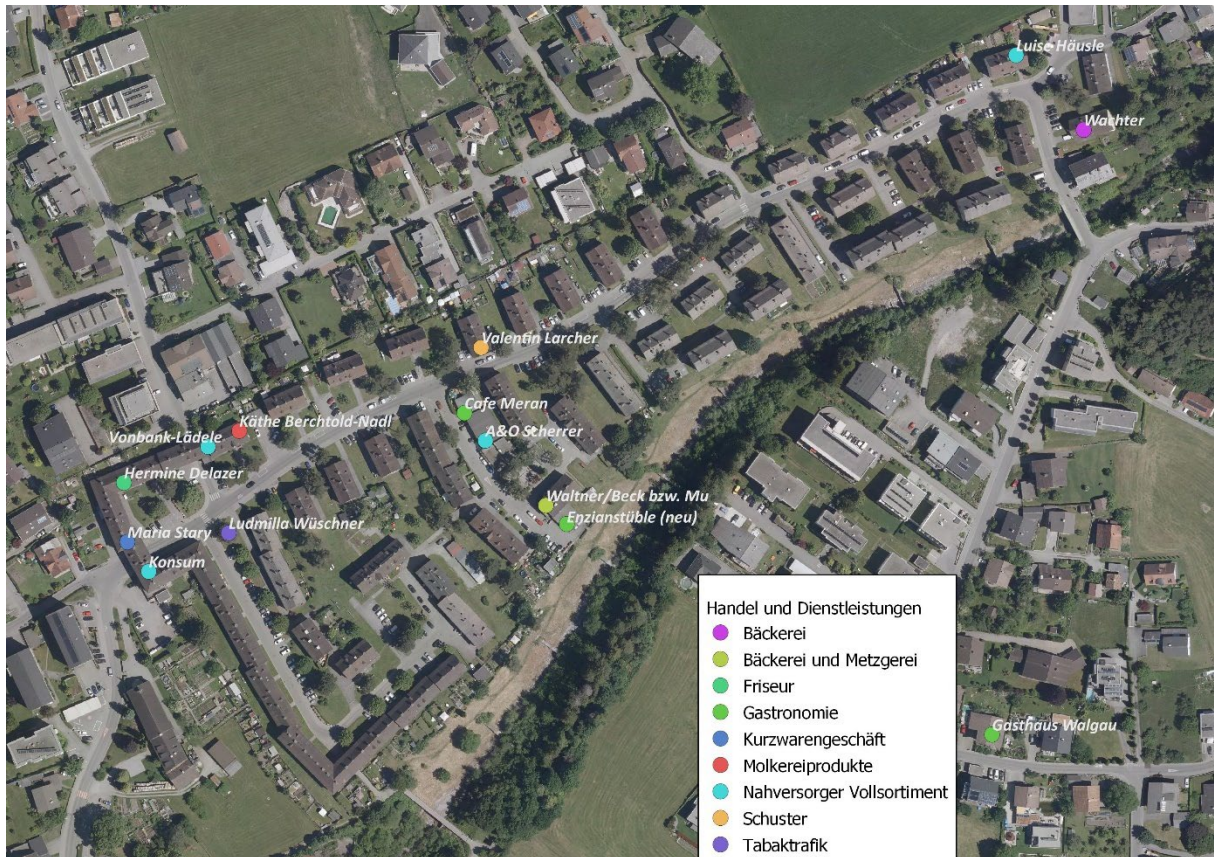 Luise Häusle
Wachter
Valentin Larcher
Cafe Meran
Käthe Berchtold-Nadl
A&O Scherrer
Vonbank-Lädele
Hermine Delazer
Waltner/Beck bzw. Mu
Enzianstüble (neu)
Ludmilla Wüschner
Maria Stary
Konsum
Gasthaus Walgau
Handel und Dienstleistungen
Bäckerei
Bäckerei und Metzgerei
Friseur
Gastronomie
Kurzwarengeschäft
Molkereiprodukte
Nahversorger Vollsortiment
Schuster
Tabaktrafik